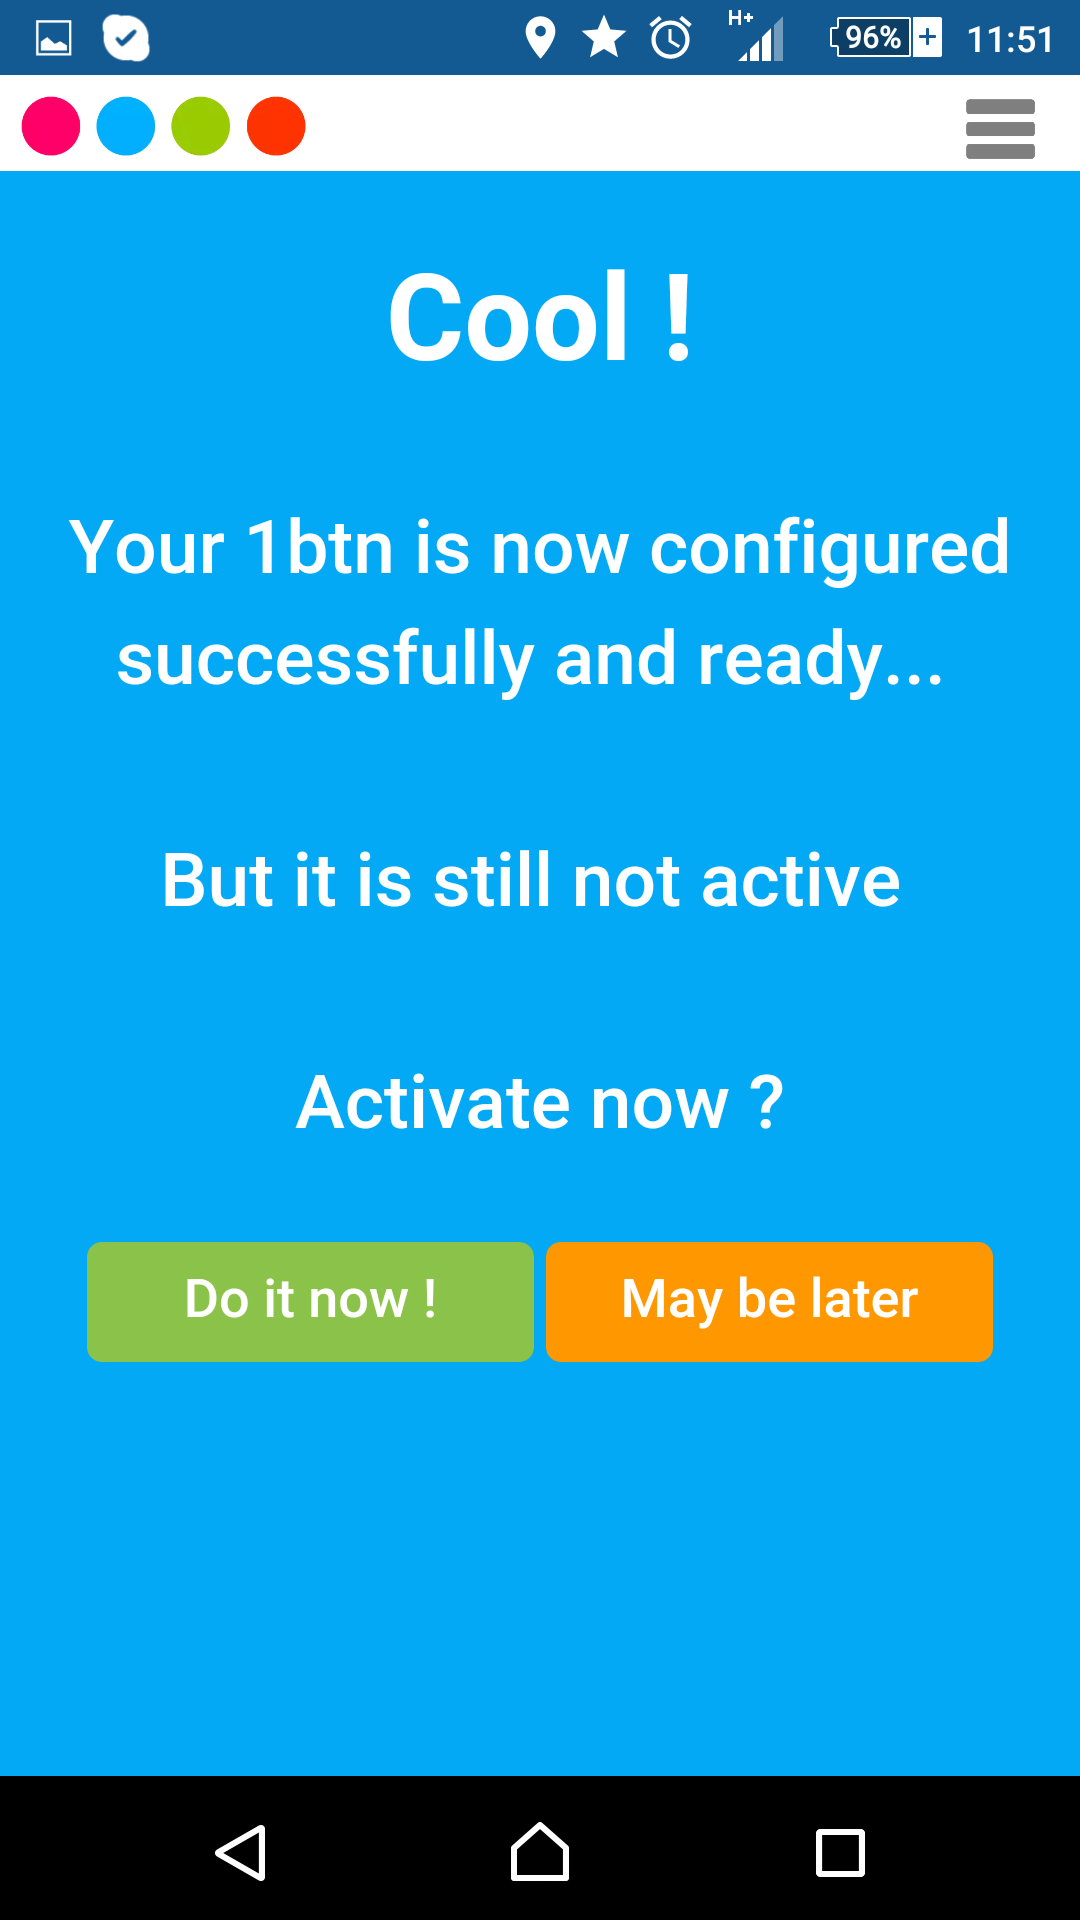 H+ 96% 11:51
Cool !
Your 1btn is now configured
successfully and ready...
But it is still not active
Activate now ?
Do it now ! May be later